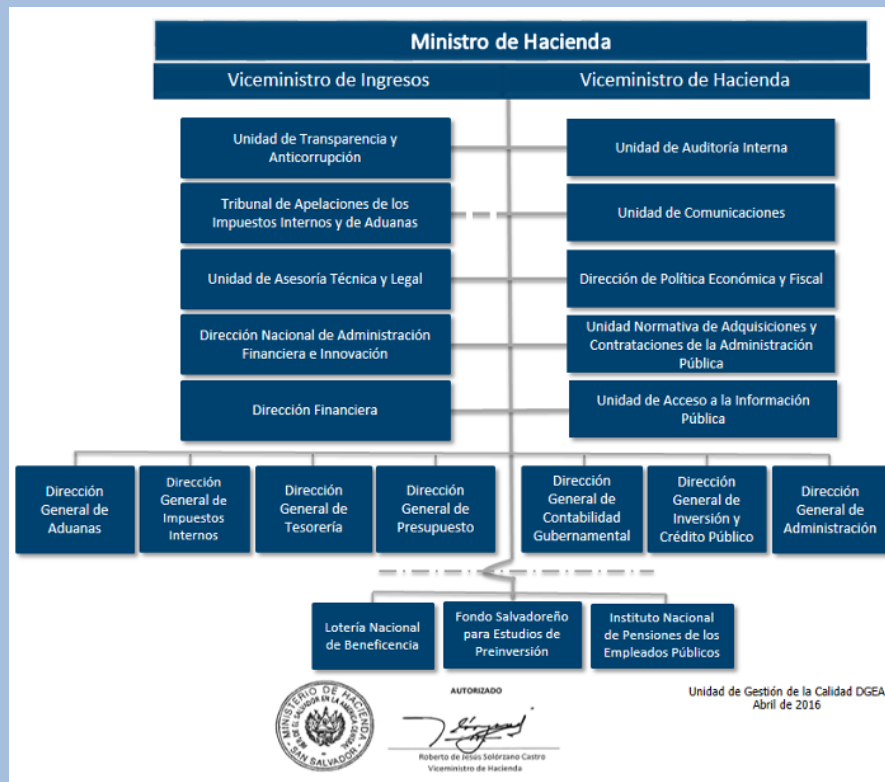 Ministro de Hacienda
Viceministro de Ingresos
Viceministro de Hacienda
Unidad de Transparencia y
Anticorrupción
Unidad de Auditoría Interna
Tribunal de Apelaciones de los
Impuestos Internos y de Aduanas
Unidad de Comunicaciones
Unidad de Asesoría Técnica y Legal
Dirección de Política Económica y Fiscal
Dirección Nacional de Administración
Financiera e Innovación
Unidad Normativa de Adquisiciones y
Contrataciones de la Administración
Pública
Dirección Financiera
Unidad de Acceso a la Información
Pública
Dirección
General de
Aduanas
Dirección
General de
Impuestos
Internos
Dirección
General de
Tesorería
Dirección
General de
Presupuesto
Dirección
General de
Contabilidad
Gubernamental
Dirección
General de
Inversión y
Crédito Público
Dirección
General de
Administración
Lotería Nacional
de Beneficencia
Fondo Salvadoreño
para Estudios de
Preinversión
Instituto Nacional
de Pensiones de los
Empleados Públicos
MINISTERIO DE HACIENDA
SAN SALVADOR
AUTORIZADO
Roberto de Jesús Solórzano Castro
Viceministro de Hacienda
Unidad de Gestión de la Calidad DGEA
Abril de 2016